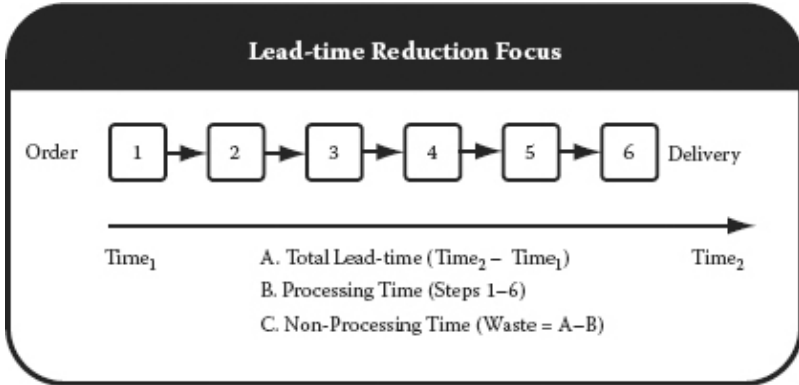 Lead-time Reduction Focus
Order 1 2 3 4 5 6 Delivery
Time₁ A. Total Lead-time (Time₂ – Time₁) Time₂
B. Processing Time (Steps 1–6)
C. Non-Processing Time (Waste = A–B)